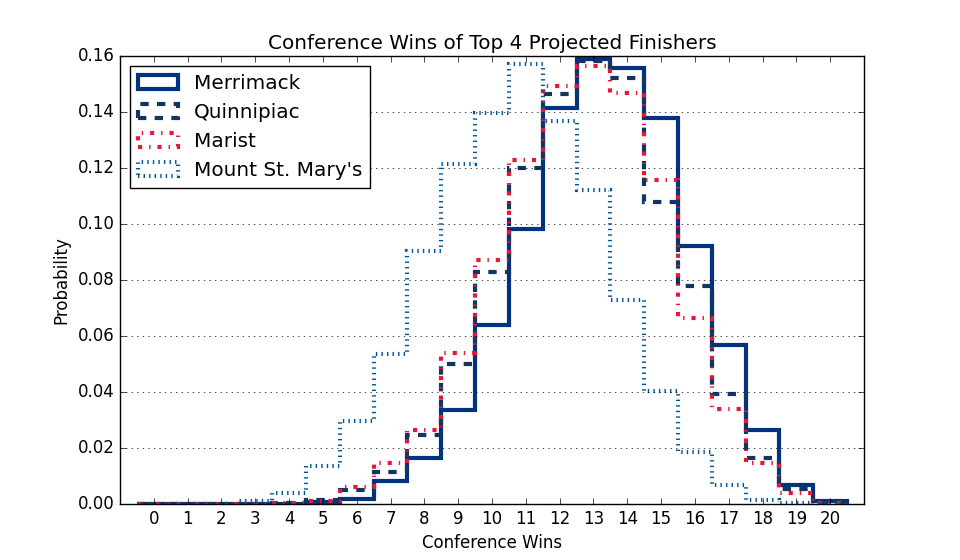 Conference Wins of Top 4 Projected Finishers
0.16
0.14
0.12
0.10
0.08
0.06
0.04
0.02
0.00
Probability
Merrimack
Quinnipiac
Marist
Mount St. Mary's
0 1 2 3 4 5 6 7 8 9 10 11 12 13 14 15 16 17 18 19 20
Conference Wins